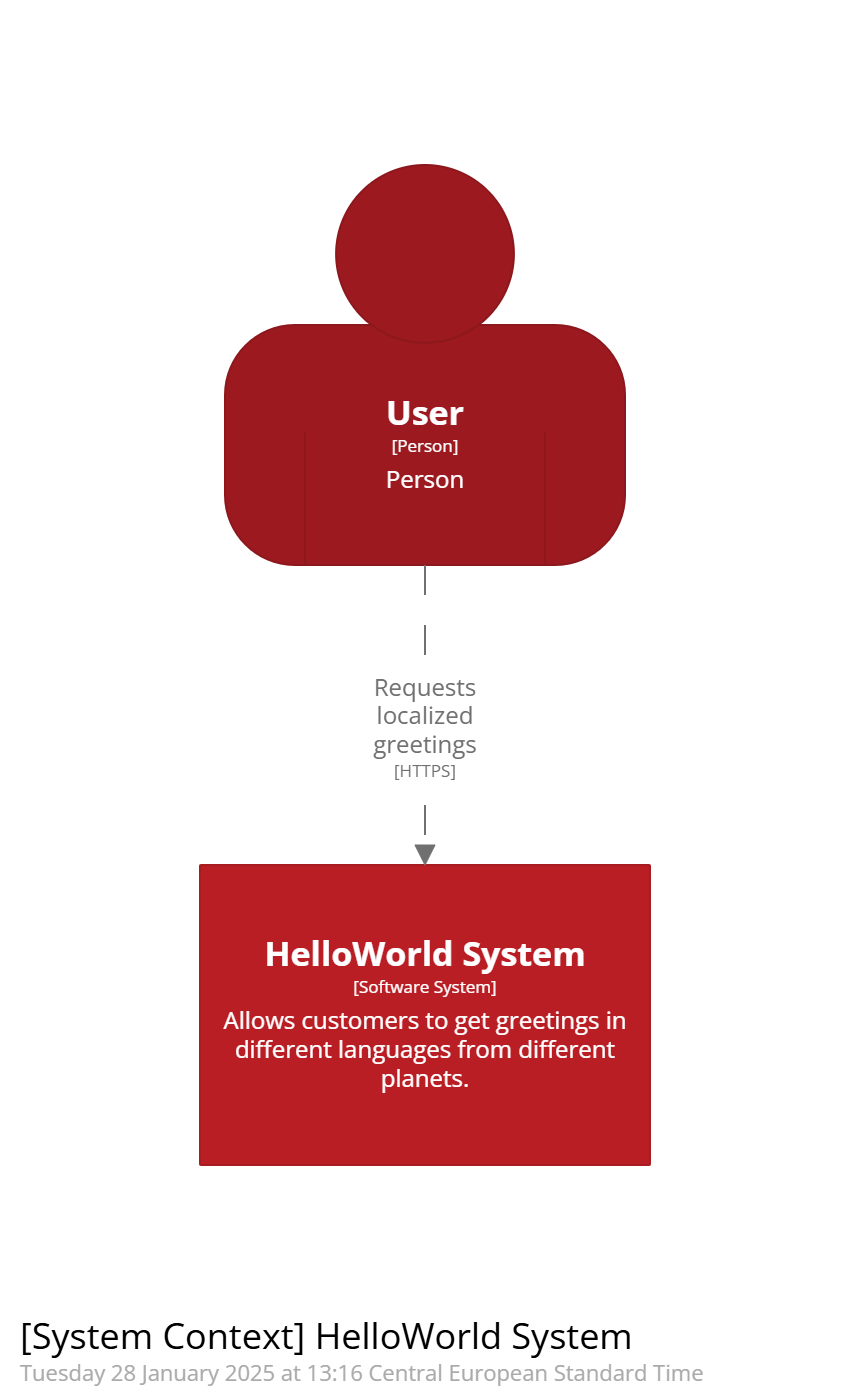 User
[Person]
Person
Requests
localized
greetings
[HTTPS]
HelloWorld System
[Software System]
Allows customers to get greetings in
different languages from different
planets.
[System Context] HelloWorld System
Tuesday 28 January 2025 at 13:16 Central European Standard Time